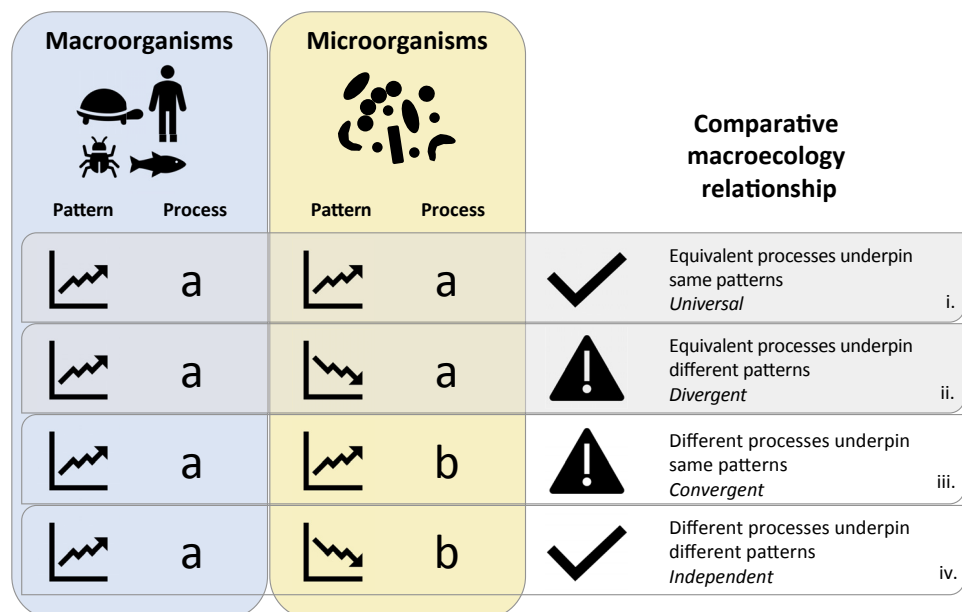 Macroorganisms
Microorganisms
Comparative
macroecology
relationship
Pattern Process
Pattern Process
a a
Equivalent processes underpin
same patterns
Universal i.
a a
Equivalent processes underpin
different patterns
Divergent ii.
a b
Different processes underpin
same patterns
Convergent iii.
a b
Different processes underpin
different patterns
Independent iv.